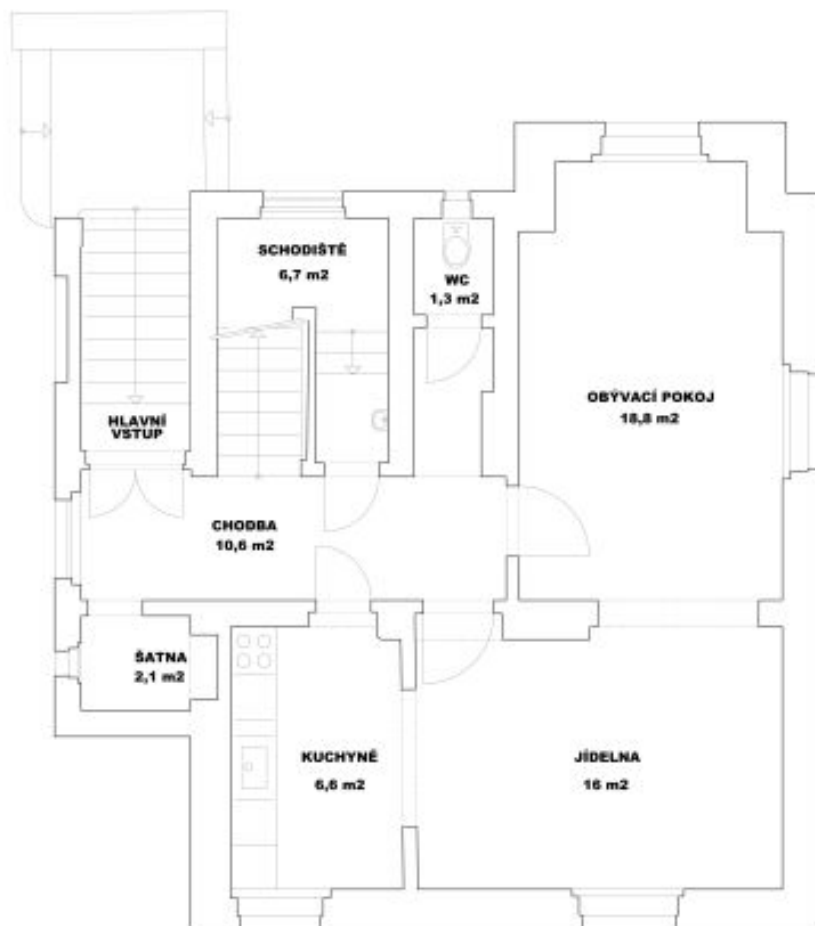 SCHODIŠTĚ
6,7 m2
WC
1,3 m2
OBÝVACÍ POKOJ
18,8 m2
HLAVNÍ
VSTUP
CHODBA
10,6 m2
ŠATNA
2,1 m2
KUCHYNĚ
6,6 m2
JÍDELNA
16 m2